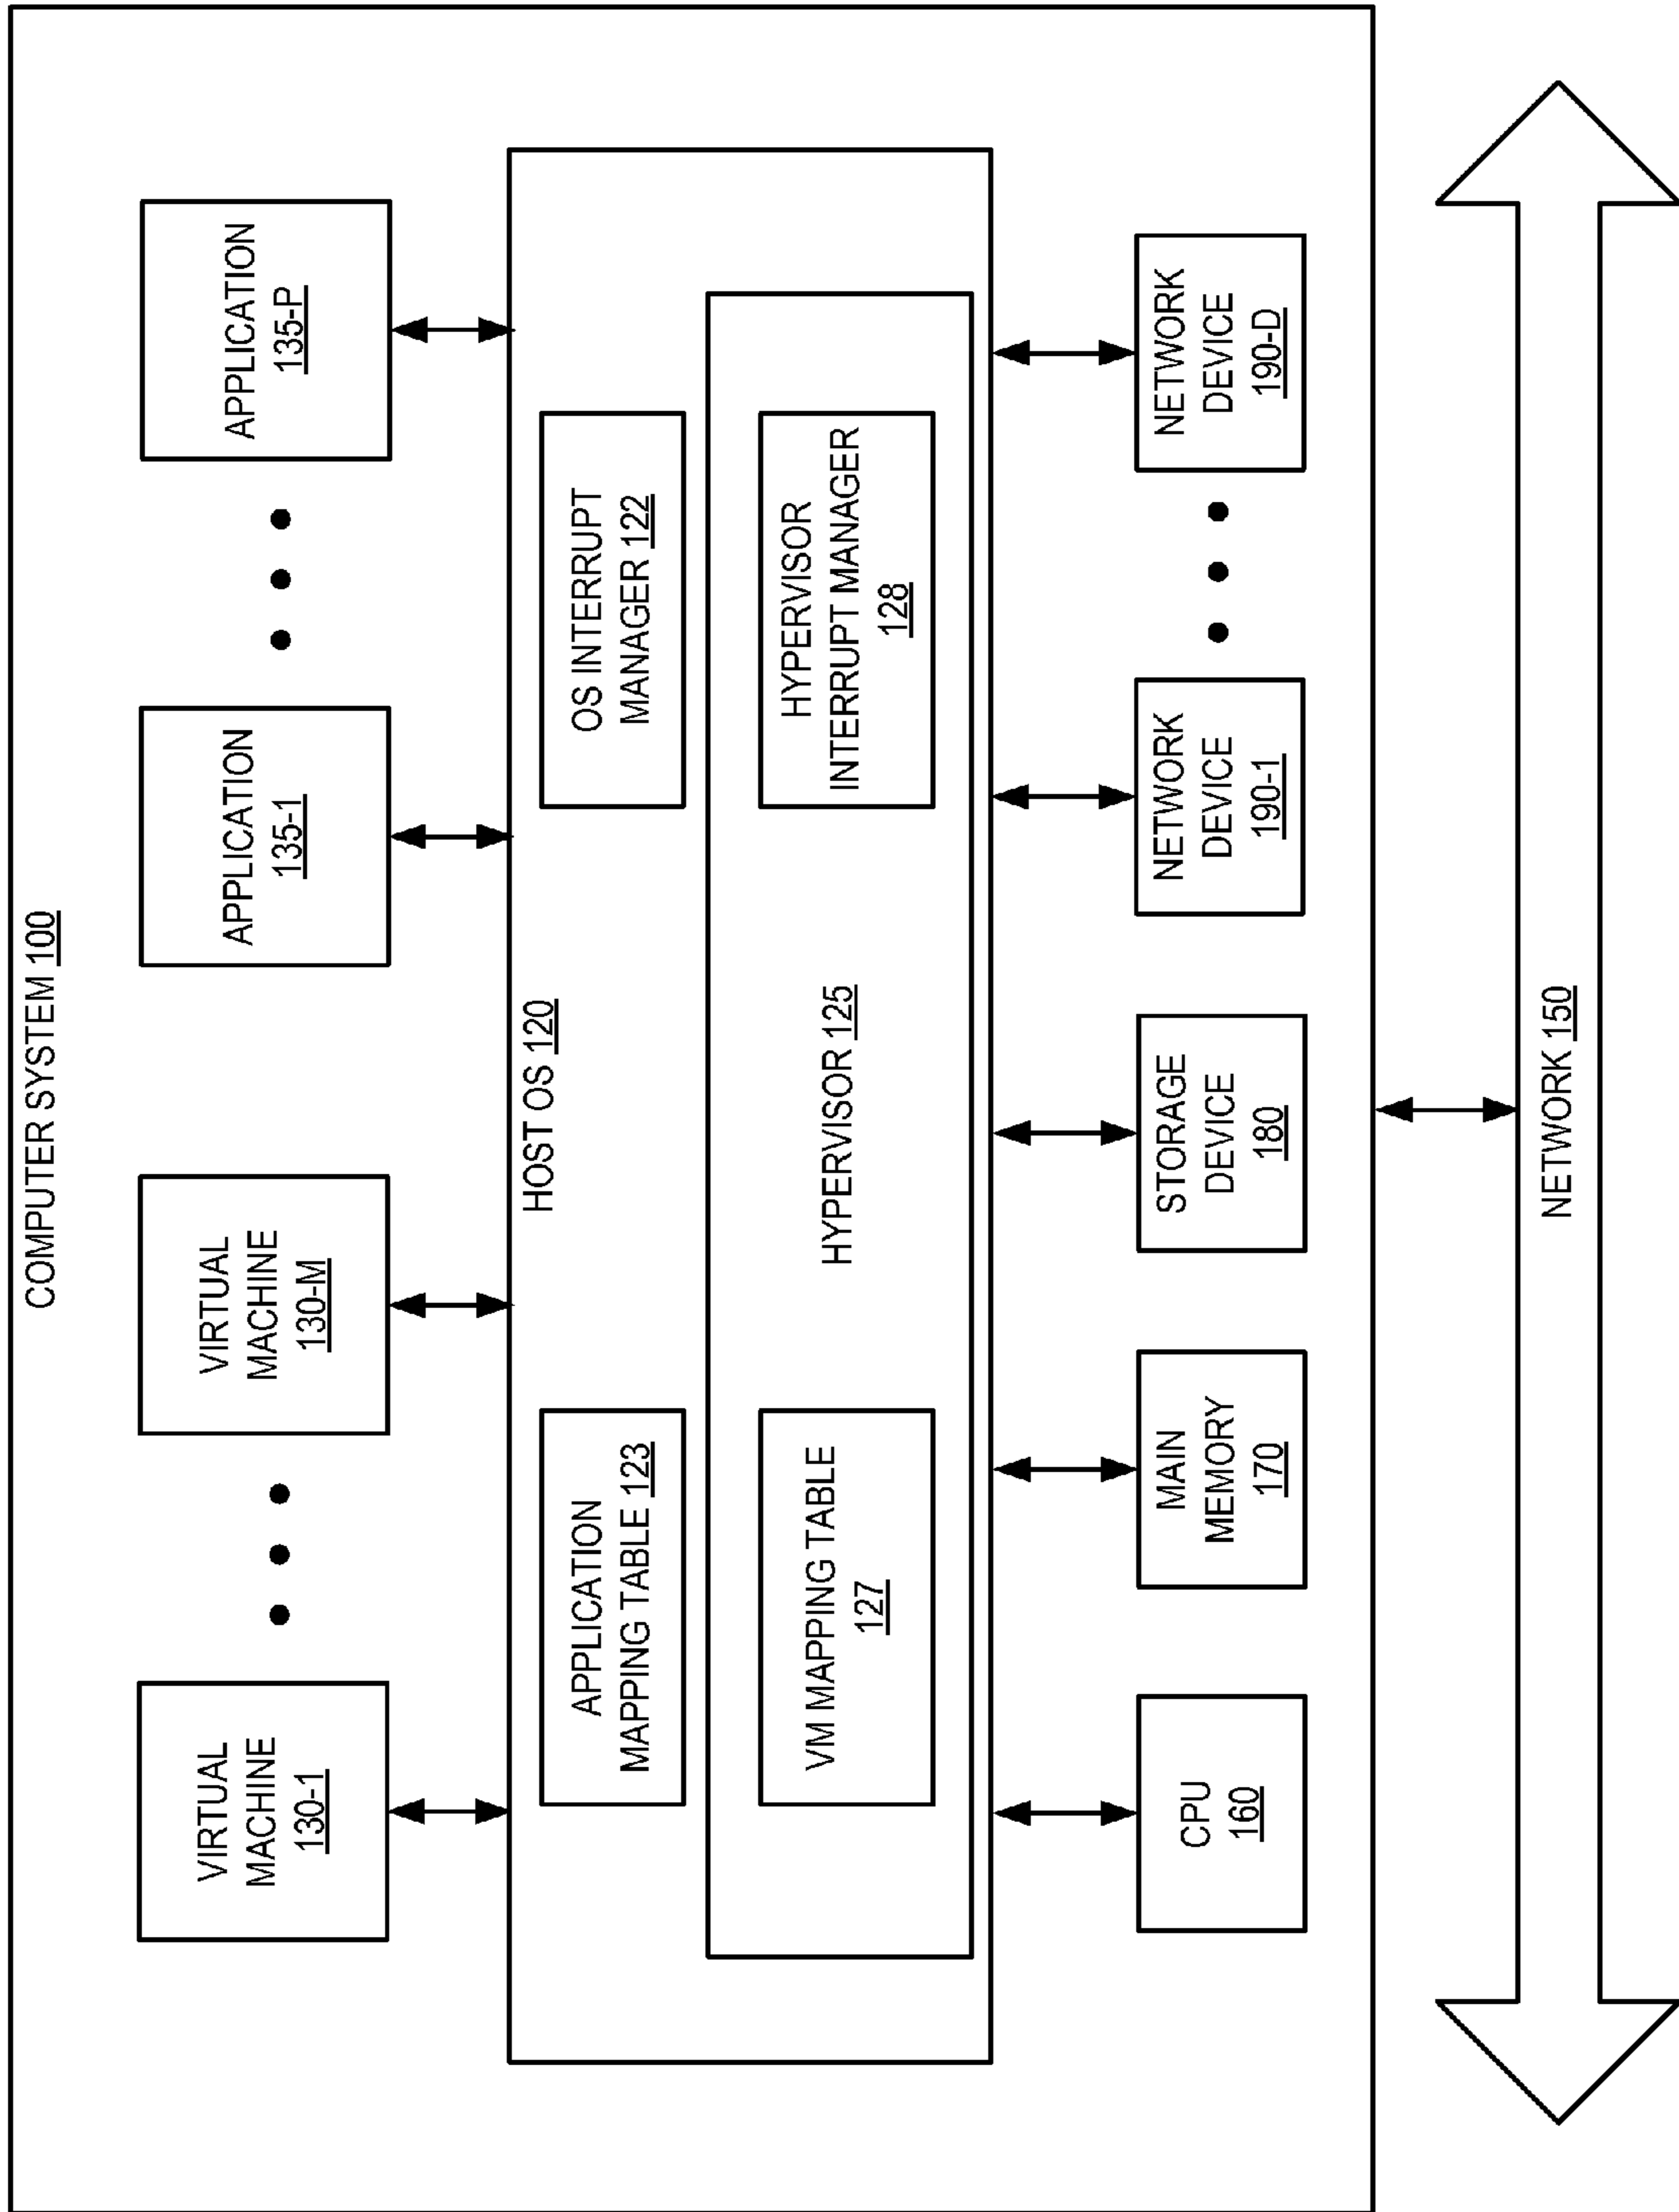 COMPUTER SYSTEM 100
VIRTUAL
MACHINE
130-1
VIRTUAL
MACHINE
130-M
APPLICATION
135-1
APPLICATION
135-P
HOST OS 120
APPLICATION
MAPPING TABLE 123
OS INTERRUPT
MANAGER 122
VM MAPPING TABLE
127
HYPERVISOR 125
HYPERVISOR
INTERRUPT MANAGER
128
CPU
160
MAIN
MEMORY
170
STORAGE
DEVICE
180
NETWORK
DEVICE
190-1
NETWORK
DEVICE
190-D
NETWORK 150